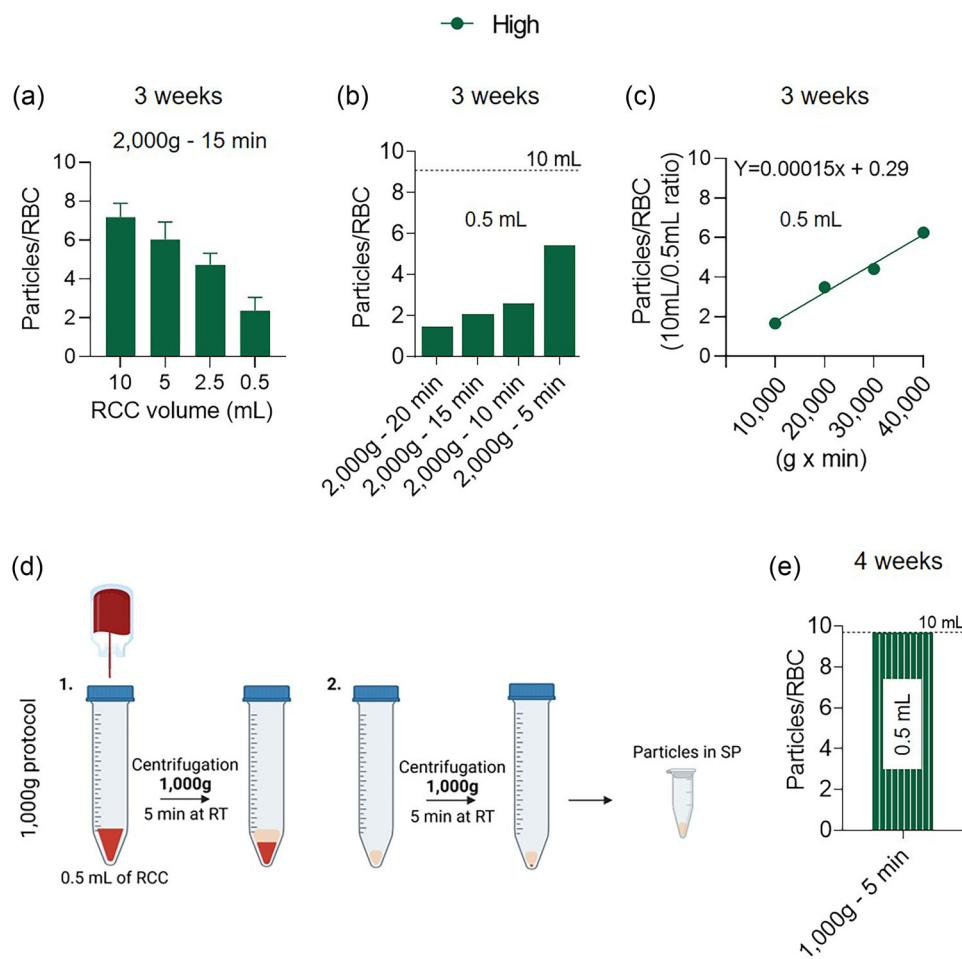 High
(a)
3 weeks
2,000g - 15 min
Particles/RBC
10
8
6
4
2
0
10 5 2.5 0.5
RCC volume (mL)
(b)
3 weeks
10 mL
0.5 mL
Particles/RBC
10
8
6
4
2
0
2,000g - 20 min
2,000g - 15 min
2,000g - 10 min
2,000g - 5 min
(c)
3 weeks
Y=0.00015x + 0.29
0.5 mL
Particles/RBC
(10mL/0.5mL ratio)
10
8
6
4
2
0
10,000
20,000
30,000
40,000
(g x min)
(d)
1,000g protocol
1.
Centrifugation
1,000g
5 min at RT
0.5 mL of RCC
2.
Centrifugation
1,000g
5 min at RT
Particles in SP
(e)
4 weeks
10 mL
Particles/RBC
10
8
6
4
2
0
0.5 mL
1,000g - 5 min